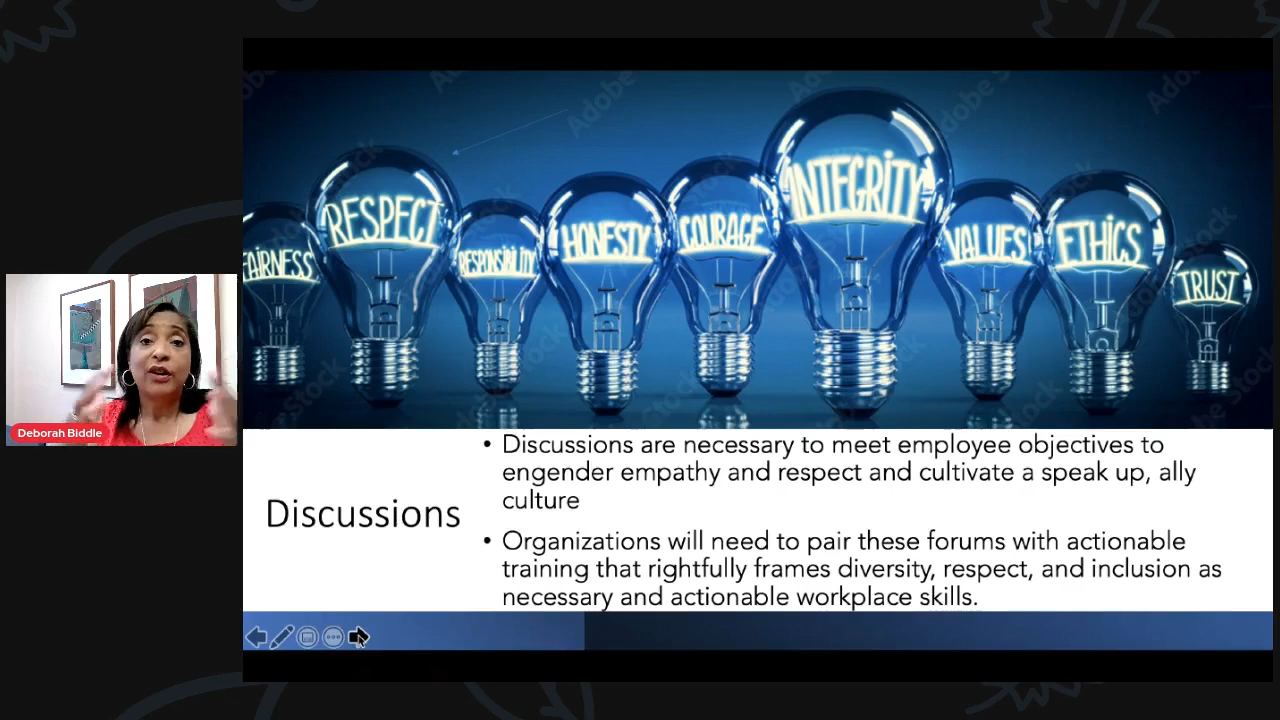 Adobe Stock
FAIRNESS
RESPECT
RESPONSIBILITY
HONESTY
COURAGE
INTEGRITY
VALUES
ETHICS
TRUST
Deborah Biddle
Discussions
• Discussions are necessary to meet employee objectives to
engender empathy and respect and cultivate a speak up, ally
culture
• Organizations will need to pair these forums with actionable
training that rightfully frames diversity, respect, and inclusion as
necessary and actionable workplace skills.